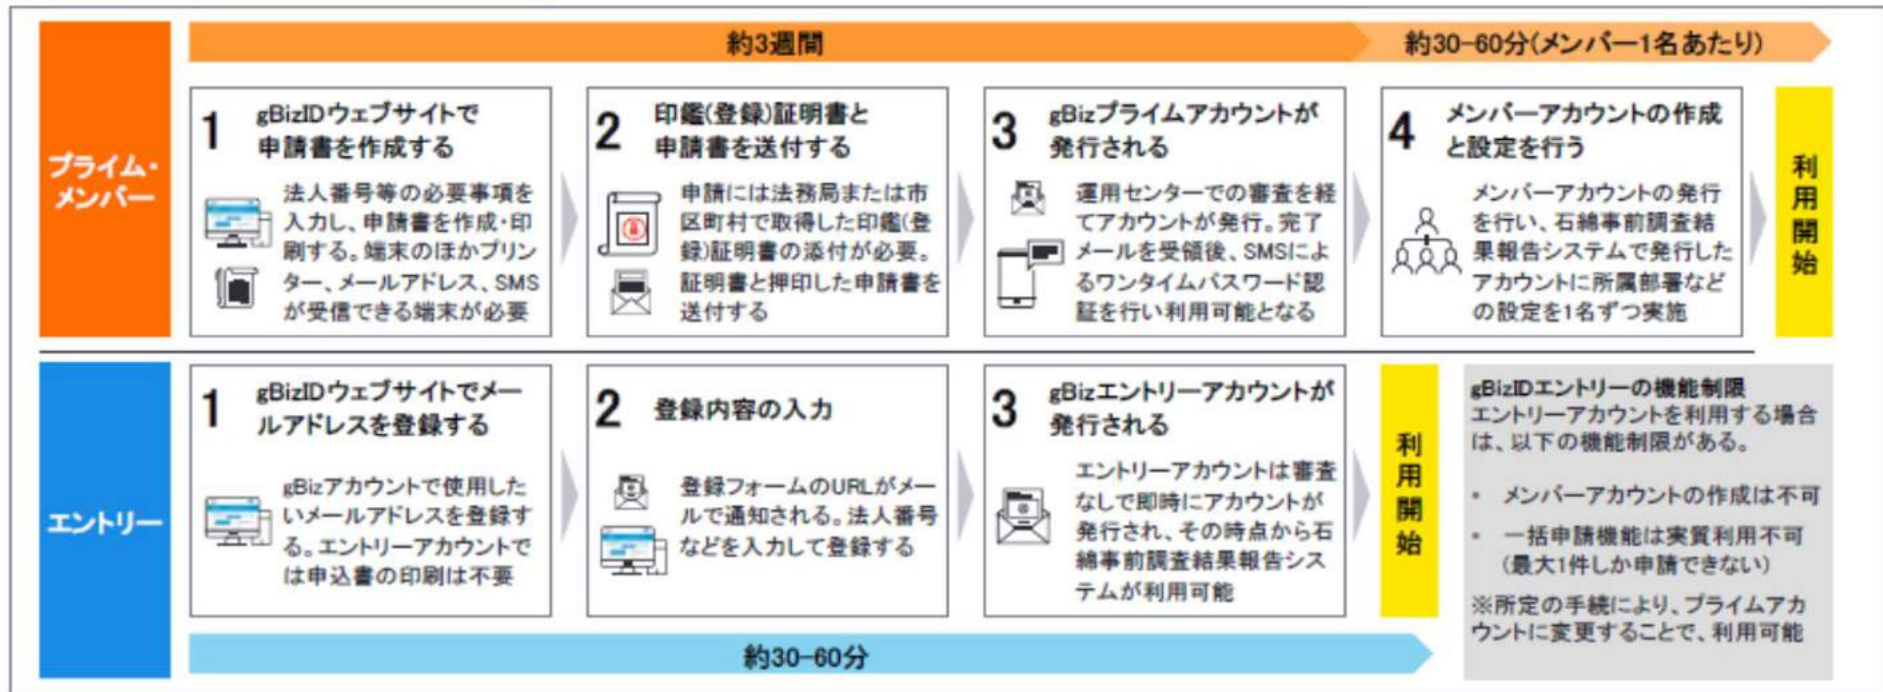 約3週間
約30-60分(メンバー1名あたり)
プライム・
メンバー
1
gBizIDウェブサイトで
申請書を作成する
法人番号等の必要事項を
入力し、申請書を作成・印
刷する。端末のほかプリン
ター、メールアドレス、SMS
が受信できる端末が必要
2
印鑑(登録)証明書と
申請書を送付する
申請には法務局または市
区町村で取得した印鑑(登
録)証明書の添付が必要。
証明書と押印した申請書を
送付する
3
gBizプライムアカウントが
発行される
運用センターでの審査を経
てアカウントが発行。完了
メールを受領後、SMSによ
るワンタイムパスワード認
証を行い利用可能となる
4
メンバーアカウントの作成
と設定を行う
メンバーアカウントの発行
を行い、石綿事前調査結
果報告システムで発行した
アカウントに所属部署など
の設定を1名ずつ実施
利用開始
エントリー
1
gBizIDウェブサイトでメー
ルアドレスを登録する
gBizアカウントで使用した
いメールアドレスを登録す
る。エントリーアカウントで
は申込書の印刷は不要
2
登録内容の入力
登録フォームのURLがメー
ルで通知される。法人番号
などを入力して登録する
3
gBizエントリーアカウントが
発行される
エントリーアカウントは審査
なしで即時にアカウントが
発行され、その時点から石
綿事前調査結果報告シス
テムが利用可能
利用開始
gBizIDエントリーの機能制限
エントリーアカウントを利用する場合
は、以下の機能制限がある。
• メンバーアカウントの作成は不可
• 一括申請機能は実質利用不可
(最大1件しか申請できない)
※所定の手続により、プライムアカ
ウントに変更することで、利用可能
約30-60分